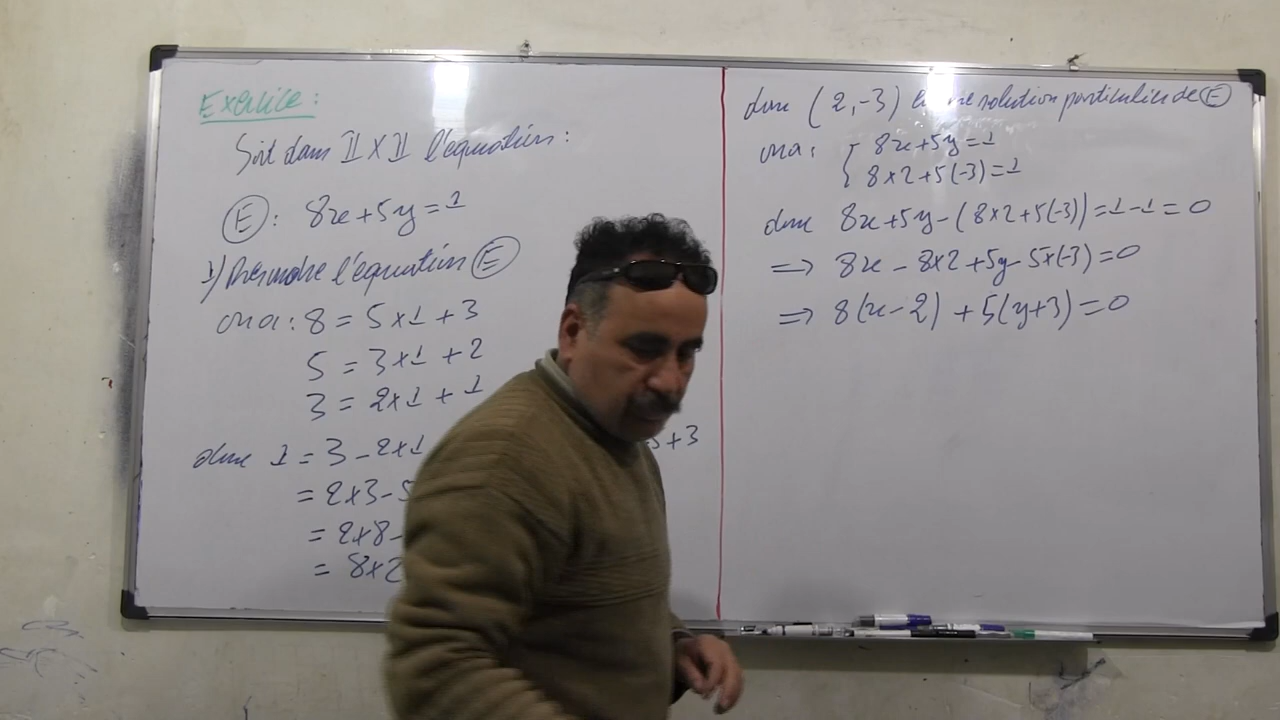 Exercice :
Soit dans ℤ × ℤ l'équation :
(E) : 8x + 5y = 1
1) Résoudre l'équation (E)
on a : 8 = 5×1 + 3
5 = 3×1 + 2
3 = 2×1 + 1
donc 1 = 3 - 2×1 5 + 3
= 2×3 - 5
= 2×8 -
= 8×2
donc (2, -3) est une solution particulière de (E)
on a : { 8x + 5y = 1
8×2 + 5(-3) = 1
donc 8x + 5y - (8×2 + 5(-3)) = 1 - 1 = 0
⟹ 8x - 8×2 + 5y - 5×(-3) = 0
⟹ 8(x - 2) + 5(y + 3) = 0